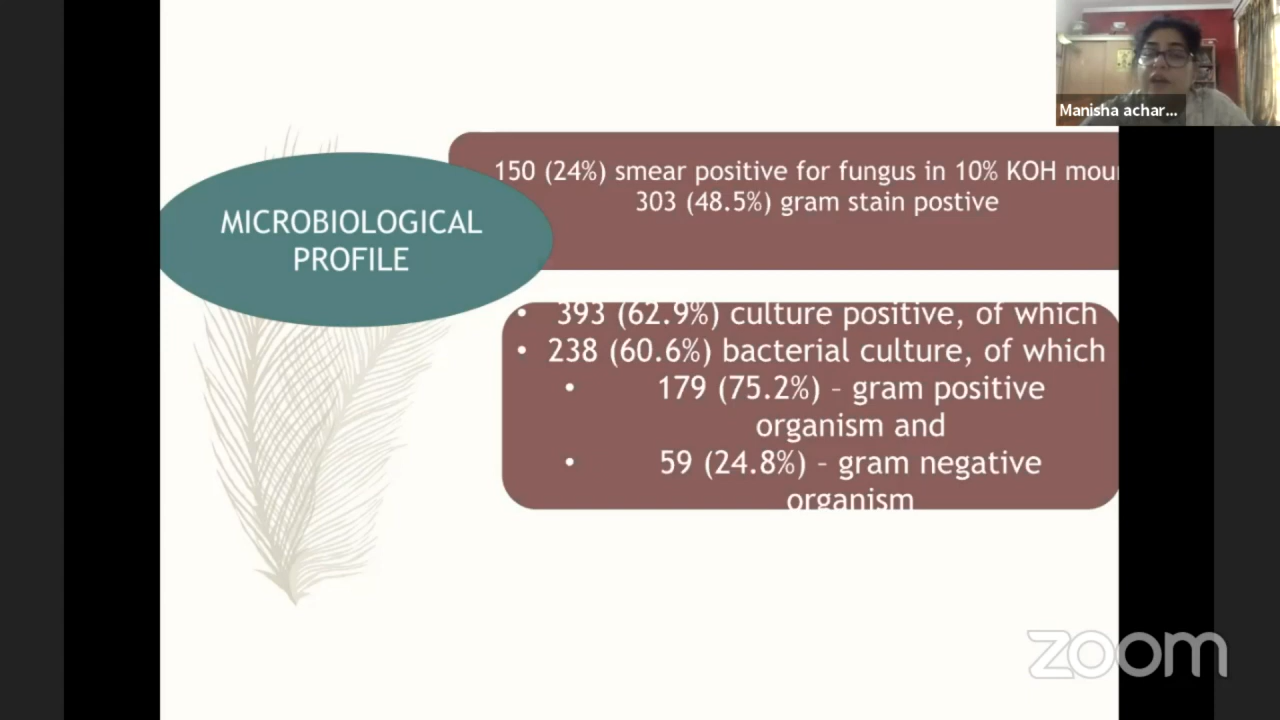 Manisha achar...
150 (24%) smear positive for fungus in 10% KOH
303 (48.5%) gram stain postive
MICROBIOLOGICAL
PROFILE
• 393 (62.9%) culture positive, of which
• 238 (60.6%) bacterial culture, of which
• 179 (75.2%) – gram positive
organism and
• 59 (24.8%) – gram negative
organism
zoom